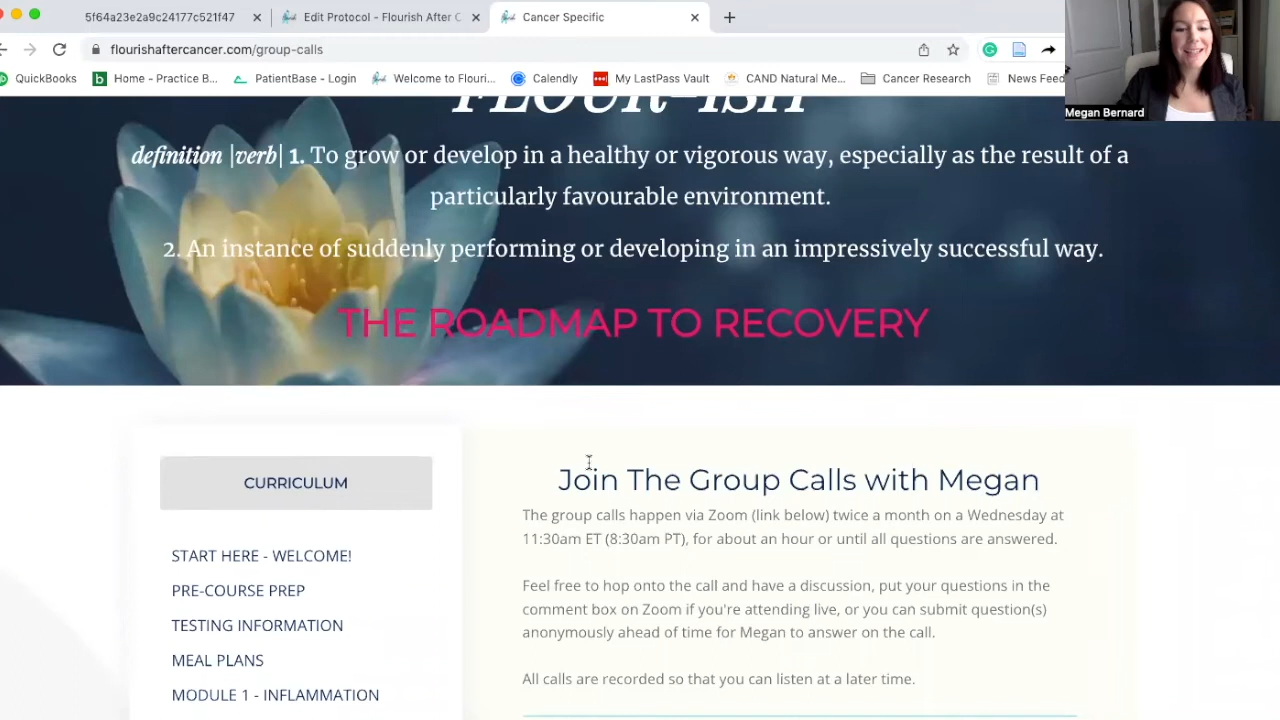 5f64a23e2a9c24177c521f47
Edit Protocol - Flourish After C
Cancer Specific
flourishaftercancer.com/group-calls
QuickBooks
Home - Practice B...
PatientBase - Login
Welcome to Flouri...
Calendly
My LastPass Vault
CAND Natural Me...
Cancer Research
News Feed
Megan Bernard
FLOUR-ISH
definition |verb| 1. To grow or develop in a healthy or vigorous way, especially as the result of a
particularly favourable environment.
2. An instance of suddenly performing or developing in an impressively successful way.
THE ROADMAP TO RECOVERY
CURRICULUM
START HERE - WELCOME!
PRE-COURSE PREP
TESTING INFORMATION
MEAL PLANS
MODULE 1 - INFLAMMATION
Join The Group Calls with Megan
The group calls happen via Zoom (link below) twice a month on a Wednesday at
11:30am ET (8:30am PT), for about an hour or until all questions are answered.
Feel free to hop onto the call and have a discussion, put your questions in the
comment box on Zoom if you're attending live, or you can submit question(s)
anonymously ahead of time for Megan to answer on the call.
All calls are recorded so that you can listen at a later time.